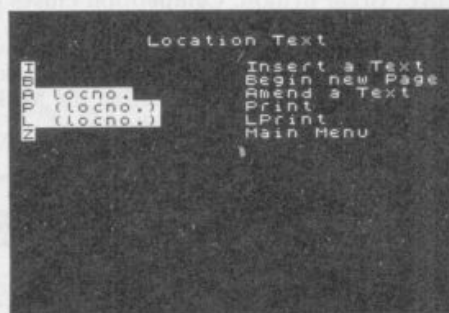 Location Text
I Insert a Text
B Begin new Page
A locno. Amend a Text
P (locno.) Print
L (locno.) LPrint
Z Main Menu